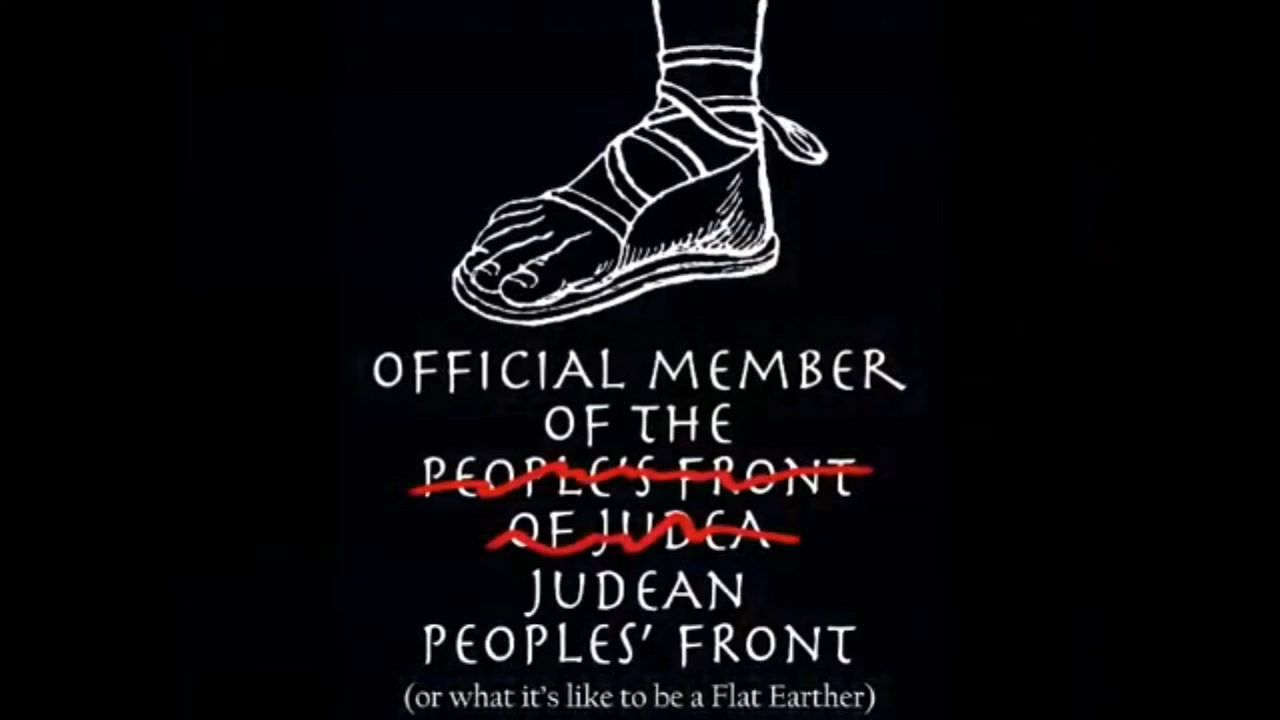 OFFICIAL MEMBER
OF THE
PEOPLE'S FRONT
OF JUDEA
JUDEAN
PEOPLES' FRONT
(or what it's like to be a Flat Earther)